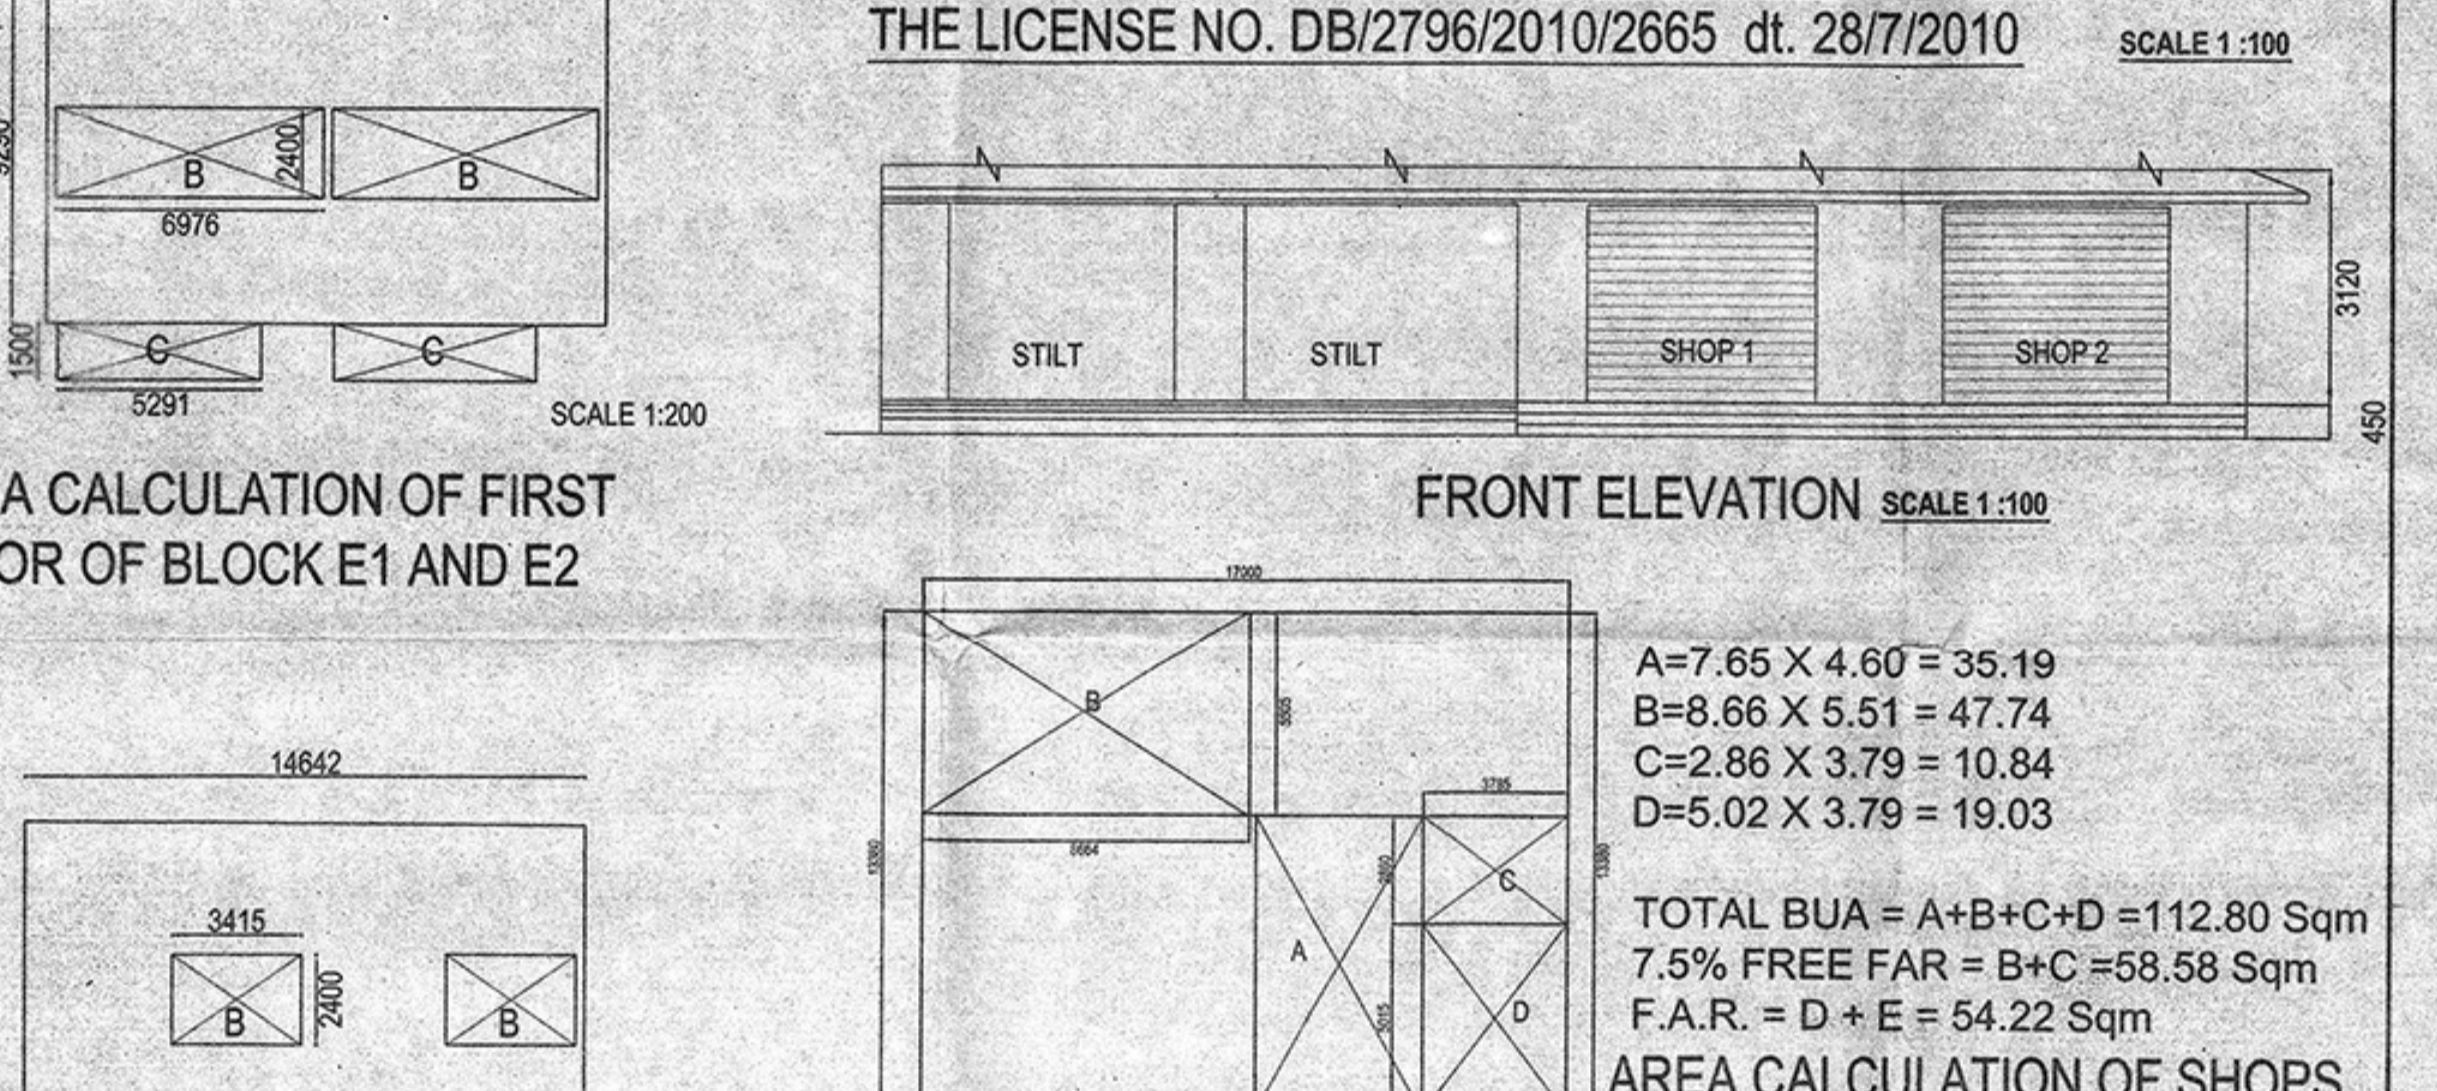 THE LICENSE NO. DB/2796/2010/2665 dt. 28/7/2010
SCALE 1 :100
B
2400
B
6976
1500
C
C
5291
SCALE 1:200
A CALCULATION OF FIRST
OR OF BLOCK E1 AND E2
STILT
STILT
SHOP 1
SHOP 2
3120
450
FRONT ELEVATION SCALE 1 :100
14642
3415
2400
B
B
17000
B
8664
3785
A
C
5015
D
A=7.65 X 4.60 = 35.19
B=8.66 X 5.51 = 47.74
C=2.86 X 3.79 = 10.84
D=5.02 X 3.79 = 19.03
TOTAL BUA = A+B+C+D =112.80 Sqm
7.5% FREE FAR = B+C =58.58 Sqm
F.A.R. = D + E = 54.22 Sqm
AREA CALCULATION OF SHOPS